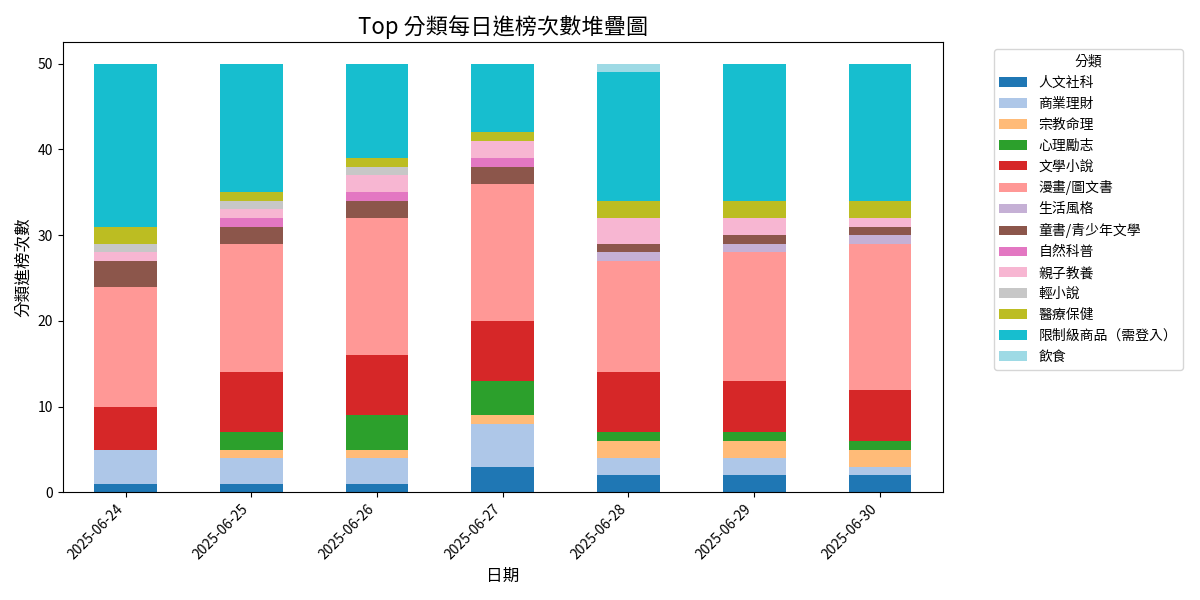 Top 分類每日進榜次數堆疊圖
分類進榜次數
50
40
30
20
10
0
2025-06-24
2025-06-25
2025-06-26
2025-06-27
2025-06-28
2025-06-29
2025-06-30
日期
分類
人文社科
商業理財
宗教命理
心理勵志
文學小說
漫畫/圖文書
生活風格
童書/青少年文學
自然科普
親子教養
輕小說
醫療保健
限制級商品（需登入）
飲食